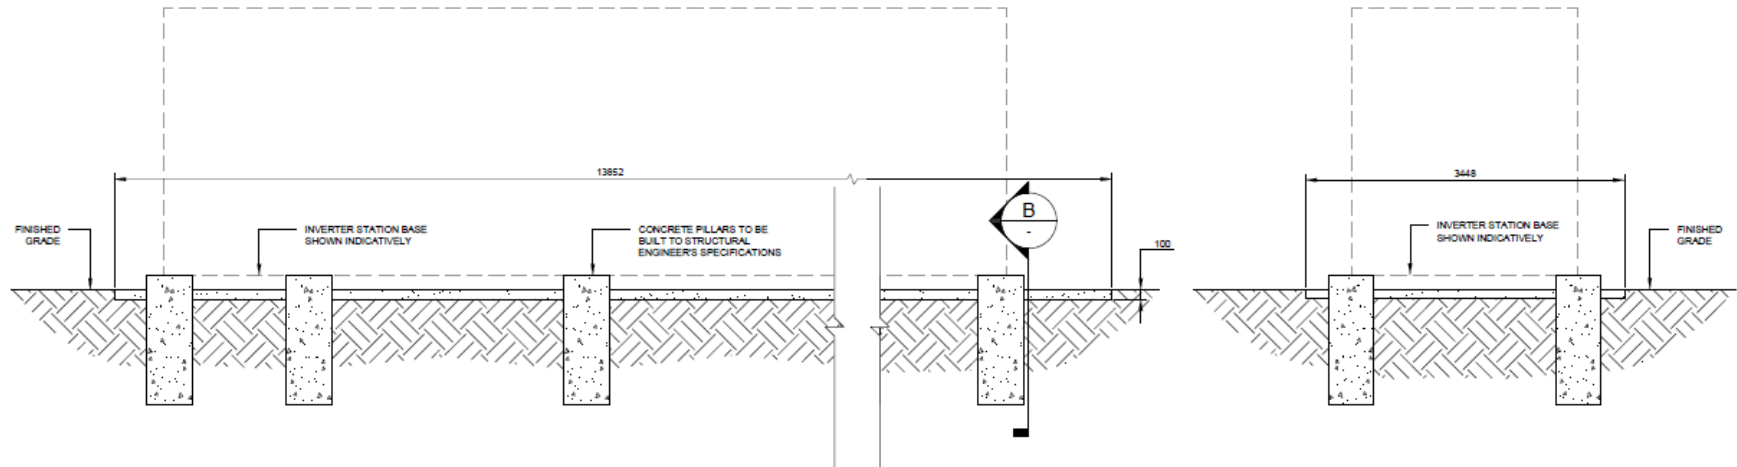 13852
3448
B
-
FINISHED
GRADE
INVERTER STATION BASE
SHOWN INDICATIVELY
CONCRETE PILLARS TO BE
BUILT TO STRUCTURAL
ENGINEER'S SPECIFICATIONS
100
INVERTER STATION BASE
SHOWN INDICATIVELY
FINISHED
GRADE